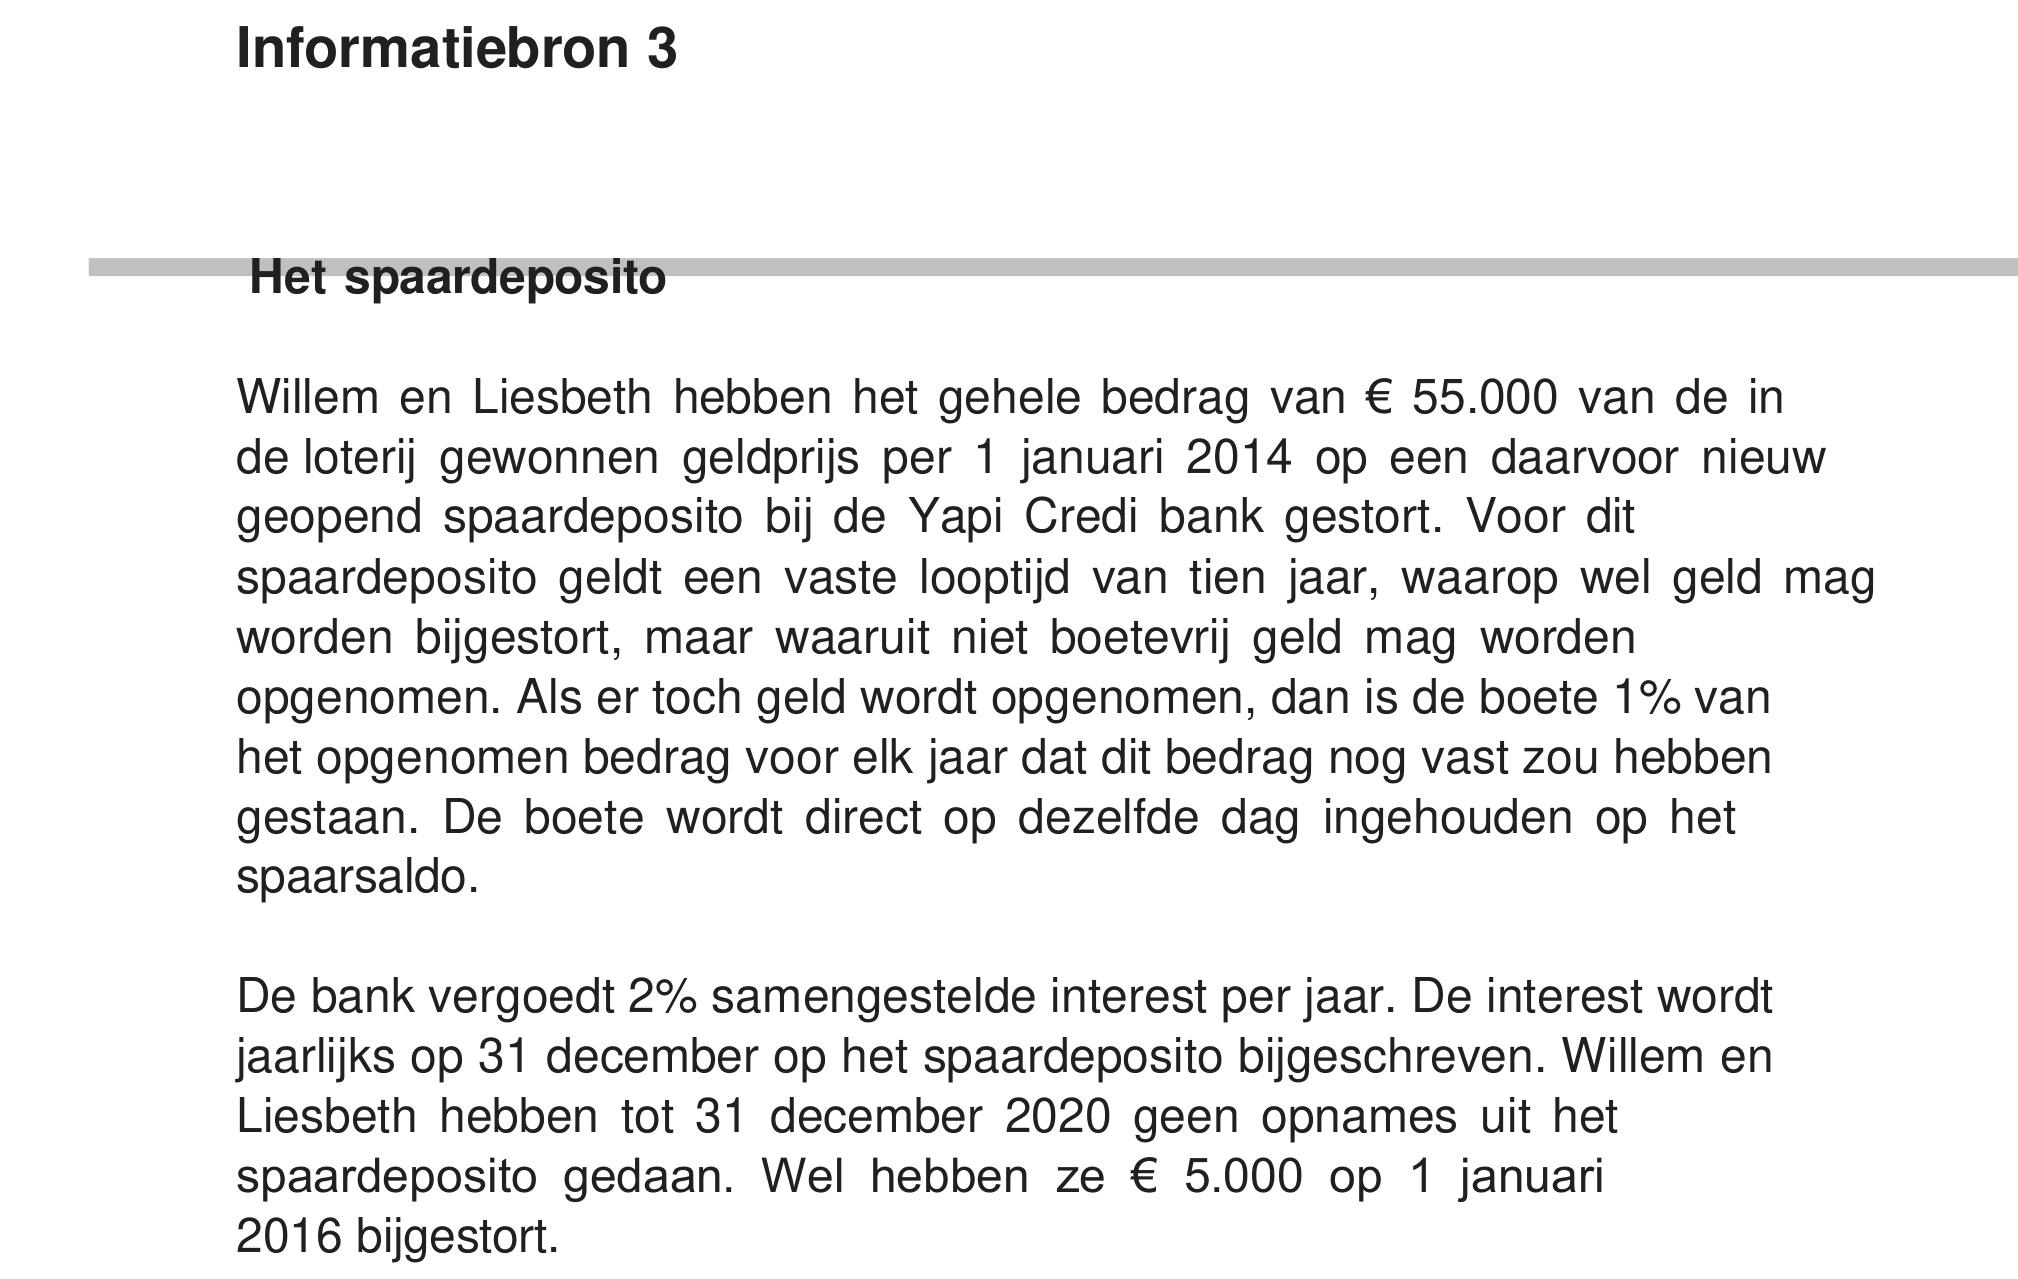 Informatiebron 3
Het spaardeposito
Willem en Liesbeth hebben het gehele bedrag van € 55.000 van de in
de loterij gewonnen geldprijs per 1 januari 2014 op een daarvoor nieuw
geopend spaardeposito bij de Yapi Credi bank gestort. Voor dit
spaardeposito geldt een vaste looptijd van tien jaar, waarop wel geld mag
worden bijgestort, maar waaruit niet boetevrij geld mag worden
opgenomen. Als er toch geld wordt opgenomen, dan is de boete 1% van
het opgenomen bedrag voor elk jaar dat dit bedrag nog vast zou hebben
gestaan. De boete wordt direct op dezelfde dag ingehouden op het
spaarsaldo.
De bank vergoedt 2% samengestelde interest per jaar. De interest wordt
jaarlijks op 31 december op het spaardeposito bijgeschreven. Willem en
Liesbeth hebben tot 31 december 2020 geen opnames uit het
spaardeposito gedaan. Wel hebben ze € 5.000 op 1 januari
2016 bijgestort.